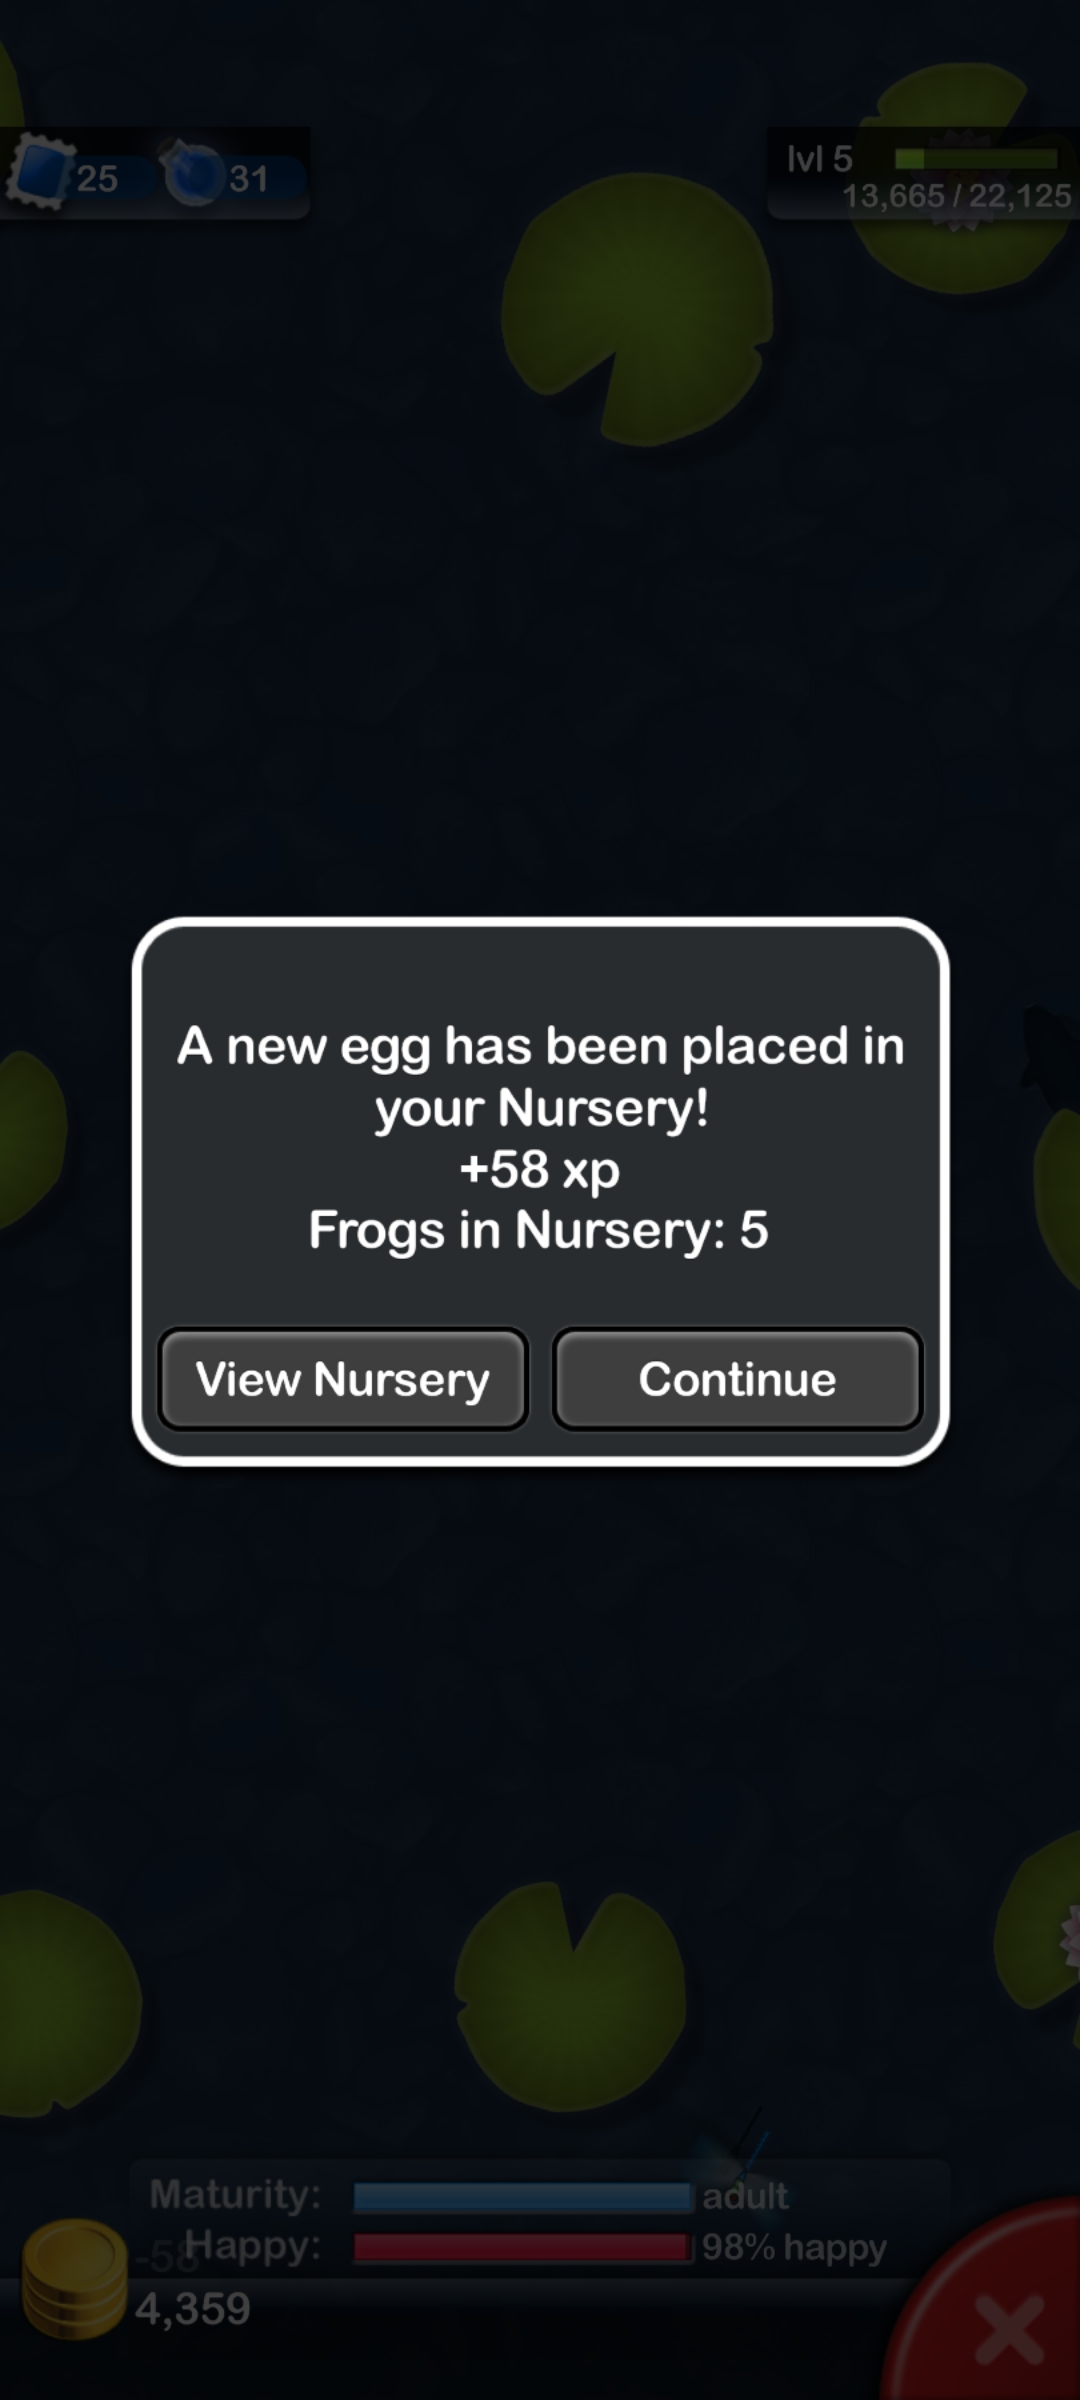 25
31
lvl 5
13,665 / 22,125
A new egg has been placed in
your Nursery!
+58 xp
Frogs in Nursery: 5
View Nursery
Continue
Maturity:
adult
-58
Happy:
98% happy
4,359